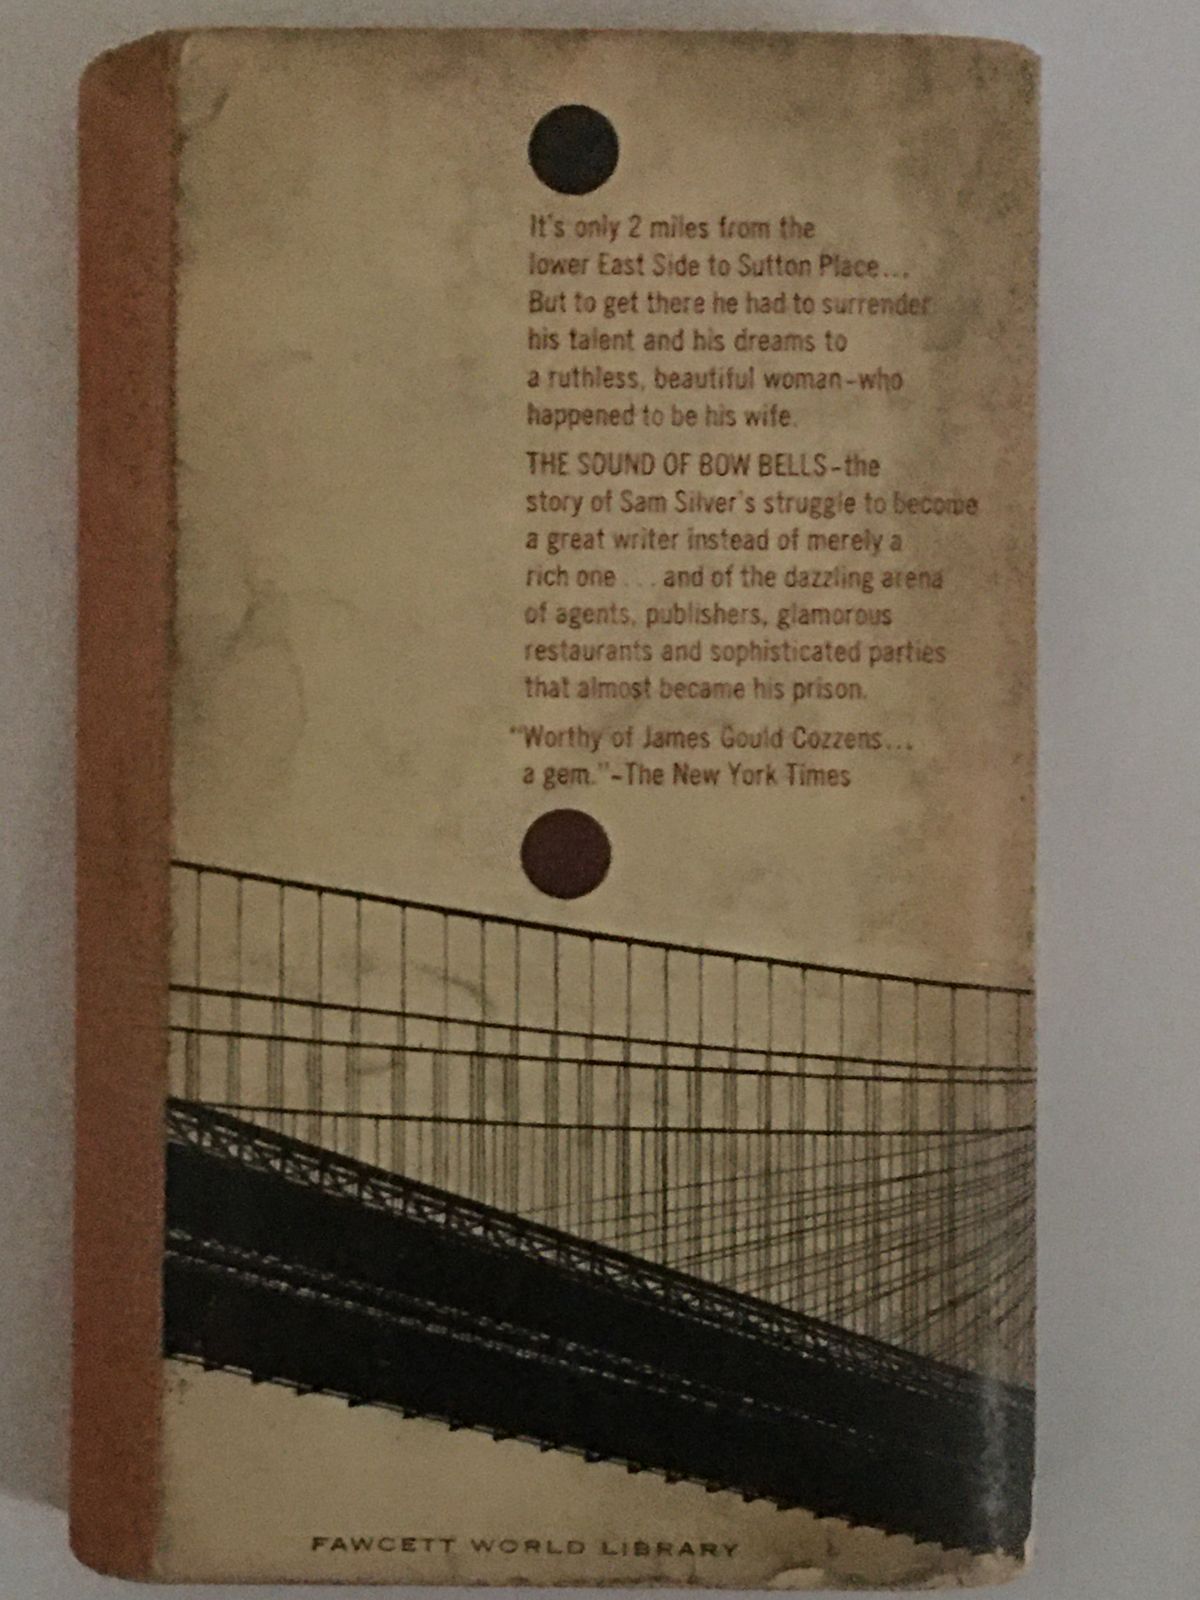 It's only 2 miles from the
lower East Side to Sutton Place...
But to get there he had to surrender
his talent and his dreams to
a ruthless, beautiful woman-who
happened to be his wife.
THE SOUND OF BOW BELLS-the
story of Sam Silver's struggle to become
a great writer instead of merely a
rich one ... and of the dazzling arena
of agents, publishers, glamorous
restaurants and sophisticated parties
that almost became his prison.
"Worthy of James Gould Cozzens...
a gem."-The New York Times
FAWCETT WORLD LIBRARY